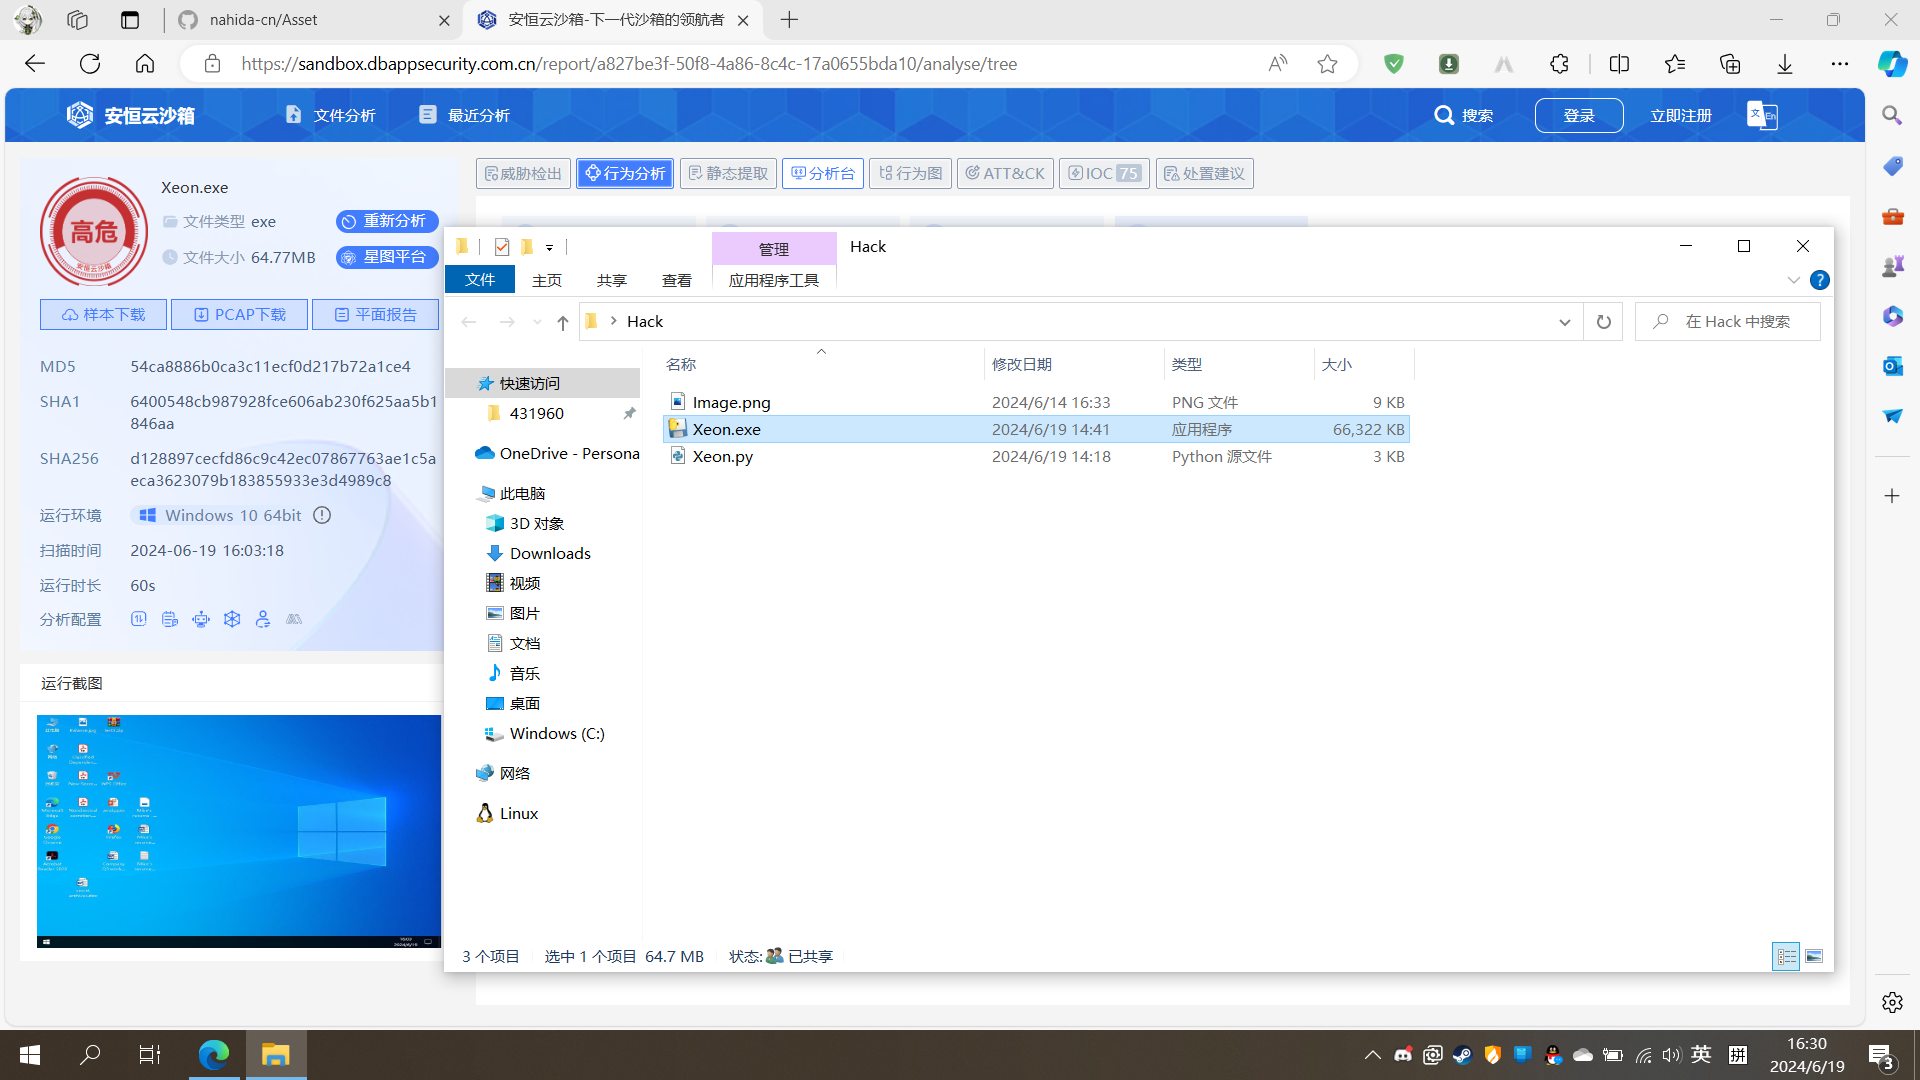 nahida-cn/Asset
安恒云沙箱-下一代沙箱的领航者
https://sandbox.dbappsecurity.com.cn/report/a827be3f-50f8-4a86-8c4c-17a0655bda10/analyse/tree
安恒云沙箱
文件分析
最近分析
搜索
登录
立即注册
文 En
高危
安恒云沙箱
Xeon.exe
文件类型 exe
重新分析
文件大小 64.77MB
星图平台
样本下载
PCAP下载
平面报告
MD5 54ca8886b0ca3c11ecf0d217b72a1ce4
SHA1 6400548cb987928fce606ab230f625aa5b1
846aa
SHA256 d128897cecfd86c9c42ec07867763ae1c5a
eca3623079b183855933e3d4989c8
运行环境 Windows 10 64bit
扫描时间 2024-06-19 16:03:18
运行时长 60s
分析配置
运行截图
威胁检出
行为分析
静态提取
分析台
行为图
ATT&CK
IOC 75
处置建议
管理
Hack
文件
主页
共享
查看
应用程序工具
Hack
在 Hack 中搜索
名称 修改日期 类型 大小
Image.png 2024/6/14 16:33 PNG 文件 9 KB
Xeon.exe 2024/6/19 14:41 应用程序 66,322 KB
Xeon.py 2024/6/19 14:18 Python 源文件 3 KB
快速访问
431960
OneDrive - Persona
此电脑
3D 对象
Downloads
视频
图片
文档
音乐
桌面
Windows (C:)
网络
Linux
3 个项目 选中 1 个项目 64.7 MB 状态: 已共享
英
拼
16:30
2024/6/19
3